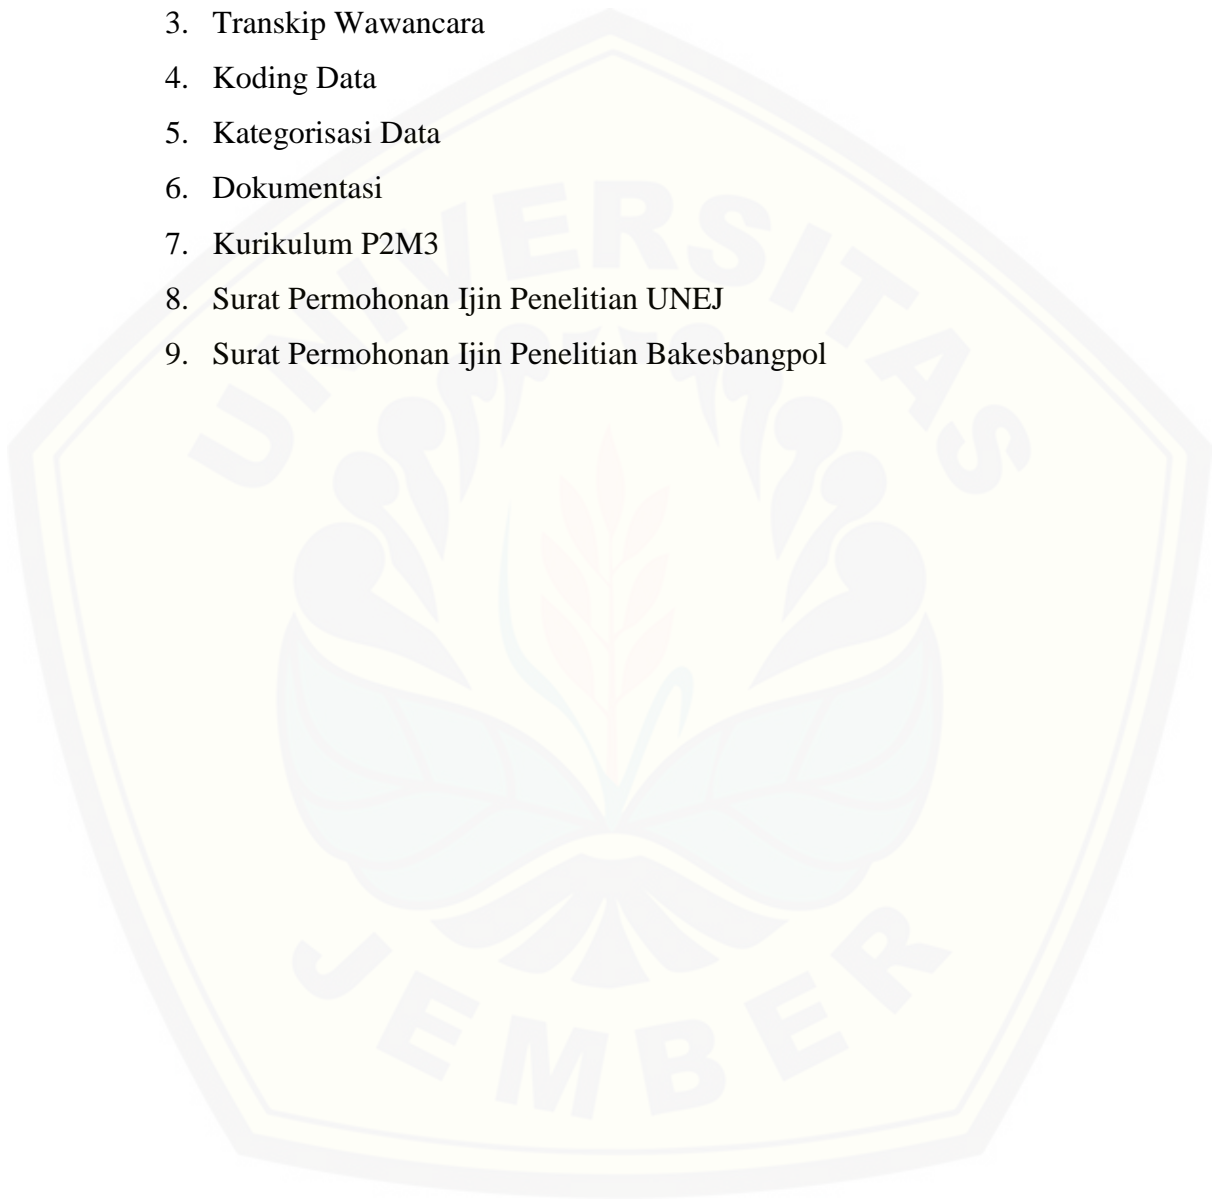 3. Transkip Wawancara
4. Koding Data
5. Kategorisasi Data
6. Dokumentasi
7. Kurikulum P2M3
8. Surat Permohonan Ijin Penelitian UNEJ
9. Surat Permohonan Ijin Penelitian Bakesbangpol
UNIVERSITAS
JEMBER